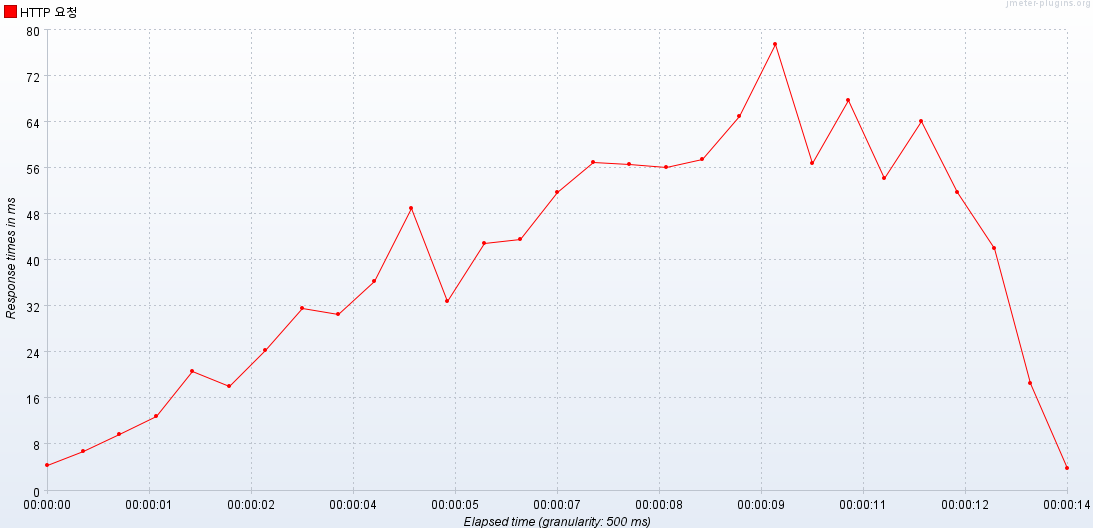 jmeter-plugins.org
HTTP 요청
80
72
64
56
48
40
32
24
16
8
0
Response times in ms
00:00:00 00:00:01 00:00:02 00:00:04 00:00:05 00:00:07 00:00:08 00:00:09 00:00:11 00:00:12 00:00:14
Elapsed time (granularity: 500 ms)